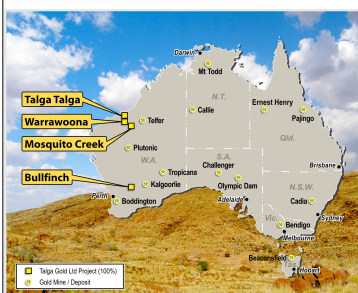 Darwin
Mt Todd
Talga Talga
N.T.
Warrawoona
Telfer
Callie
Ernest Henry
Pajingo
Mosquito Creek
Qld.
Plutonic
W.A.
Tropicana
S.A.
Challenger
Brisbane
Bullfinch
Kalgoorlie
Olympic Dam
N.S.W.
Perth
Boddington
Adelaide
Cadia
Sydney
Vic.
Bendigo
Melbourne
Beaconsfield
Hobart
Talga Gold Ltd Project (100%)
Gold Mine / Deposit